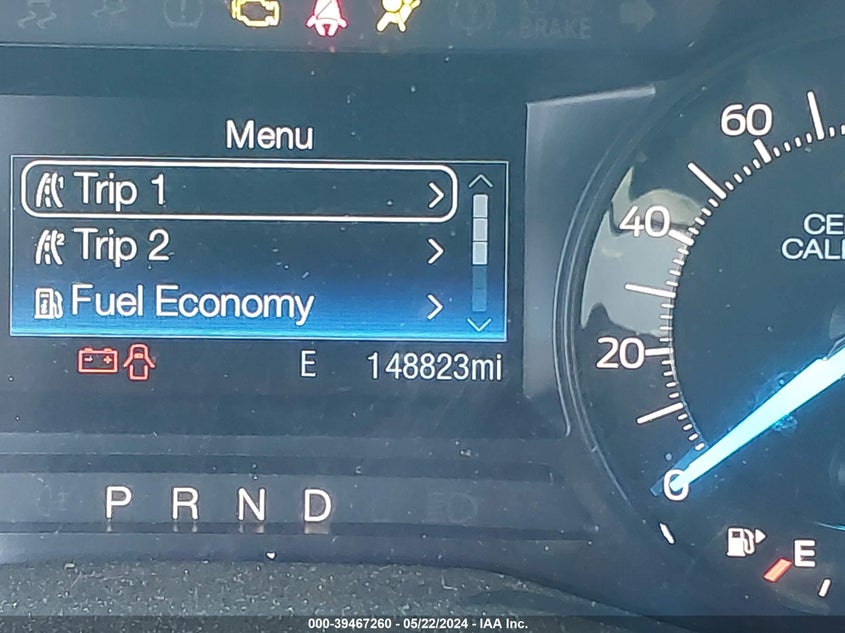 BRAKE
Menu
Trip 1
Trip 2
Fuel Economy
E 148823mi
P R N D
60
40
20
0
E
000-39467260 - 05/22/2024 - IAA Inc.